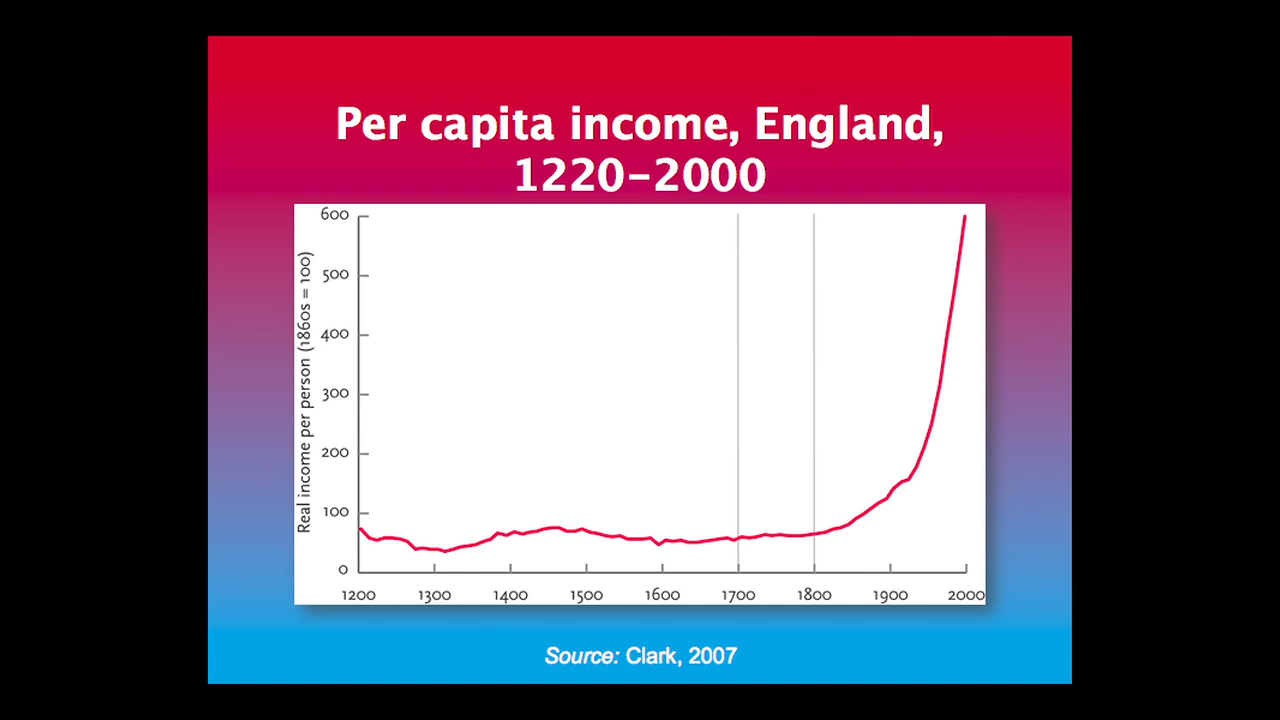 Per capita income, England,
1220–2000
Real income per person (1860s = 100)
600
500
400
300
200
100
0
1200 1300 1400 1500 1600 1700 1800 1900 2000
Source: Clark, 2007